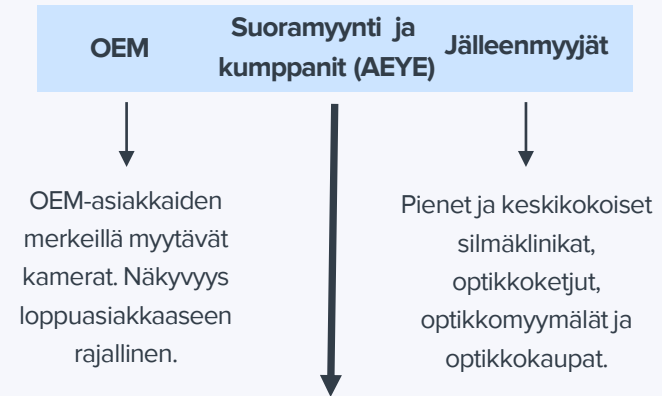 OEM
Suoramyynti ja
kumppanit (AEYE)
Jälleenmyyjät
OEM-asiakkaiden
merkeillä myytävät
kamerat. Näkyvyys
loppuasiakkaaseen
rajallinen.
Pienet ja keskikokoiset
silmäklinikat,
optikkoketjut,
optikkomyymälät ja
optikkokaupat.